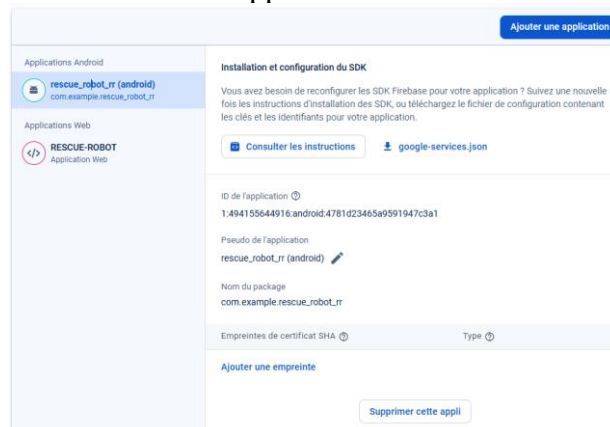 Ajouter une application
Applications Android
rescue_robot_rr (android)
com.example.rescue_robot_rr
Applications Web
</>
RESCUE-ROBOT
Application Web
Installation et configuration du SDK
Vous avez besoin de reconfigurer les SDK Firebase pour votre application ? Suivez une nouvelle
fois les instructions d'installation des SDK, ou téléchargez le fichier de configuration contenant
les clés et les identifiants pour votre application.
Consulter les instructions
google-services.json
ID de l'application
1:494155644916:android:4781d23465a9591947c3a1
Pseudo de l'application
rescue_robot_rr (android)
Nom du package
com.example.rescue_robot_rr
Empreintes de certificat SHA
Type
Ajouter une empreinte
Supprimer cette appli